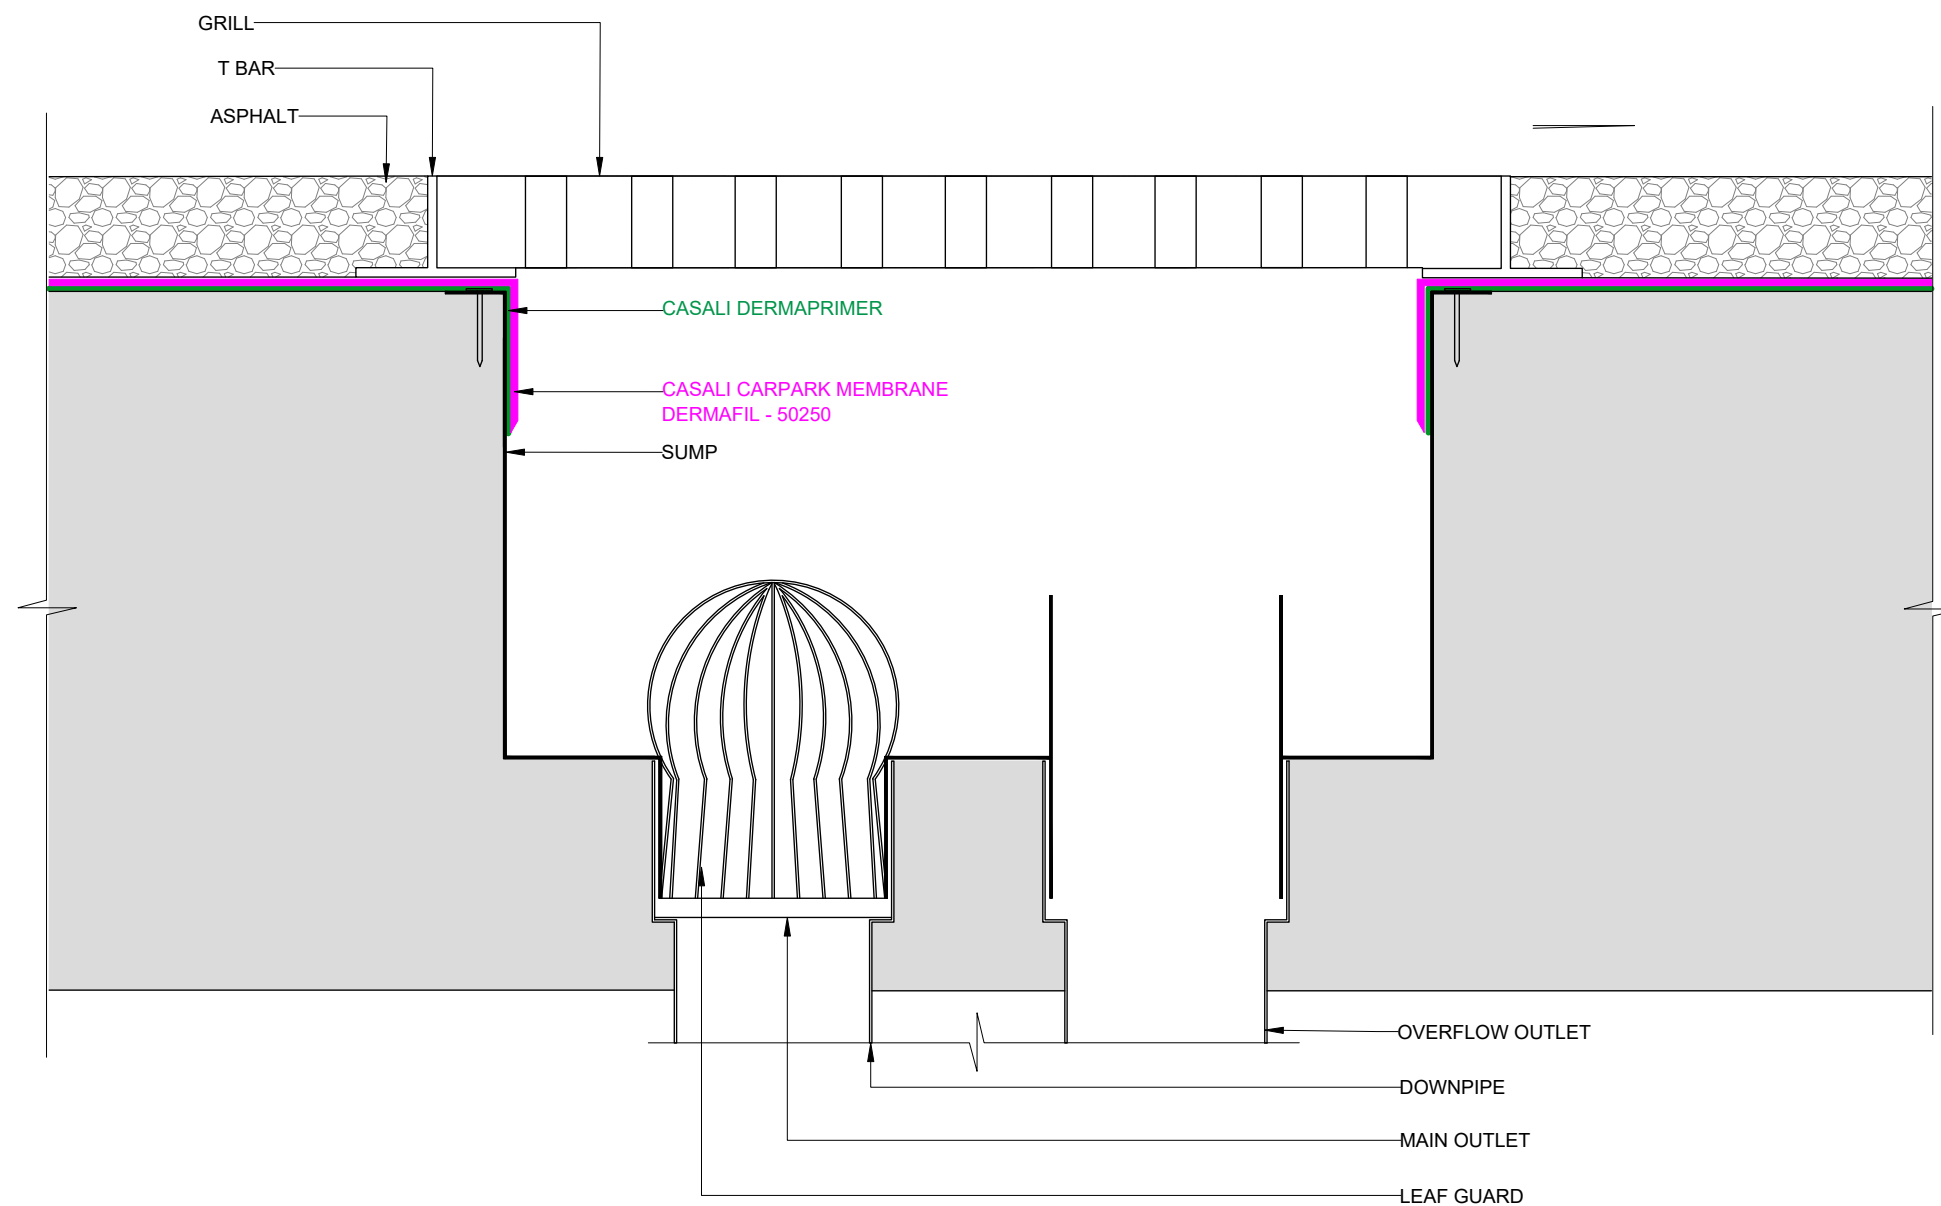 GRILL
T BAR
ASPHALT
CASALI DERMAPRIMER
CASALI CARPARK MEMBRANE
DERMAFIL - 50250
SUMP
OVERFLOW OUTLET
DOWNPIPE
MAIN OUTLET
LEAF GUARD